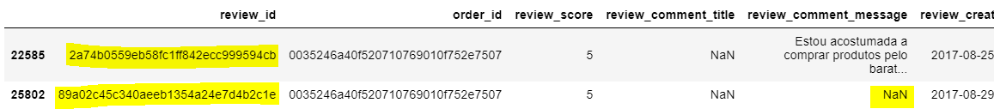 review_id order_id review_score review_comment_title review_comment_message review_creat
22585 2a74b0559eb58fc1ff842ecc999594cb 0035246a40f520710769010f752e7507 5 NaN Estou acostumada a 2017-08-25
comprar produtos pelo
barat...
25802 89a02c45c340aeeb1354a24e7d4b2c1e 0035246a40f520710769010f752e7507 5 NaN NaN 2017-08-29